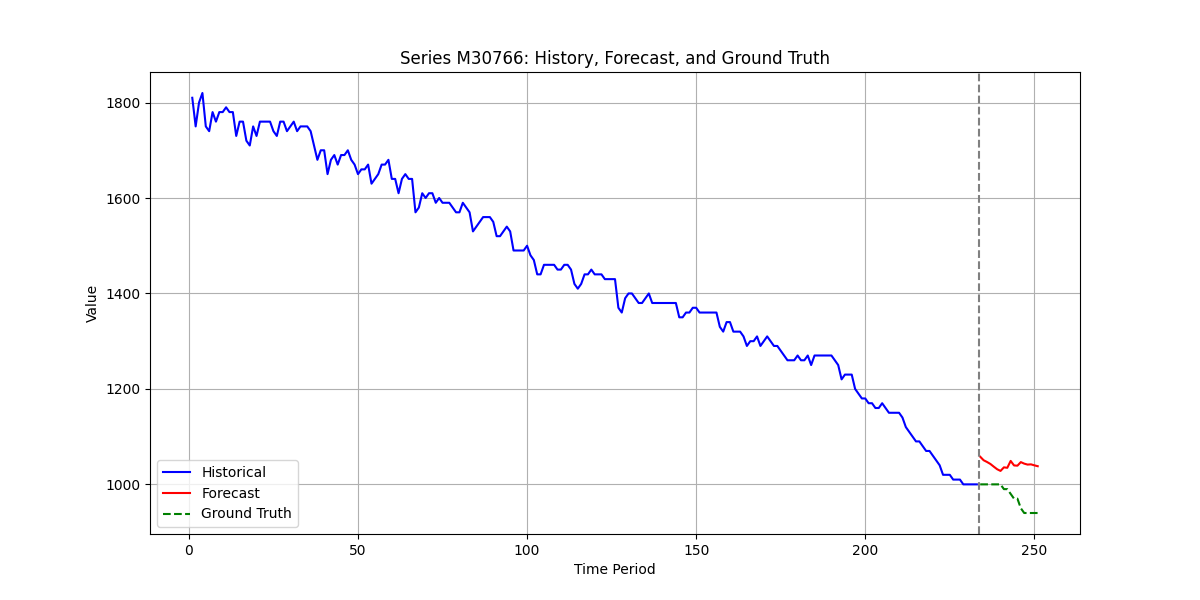 Series M30766: History, Forecast, and Ground Truth
Value
1800
1600
1400
1200
1000
Historical
Forecast
Ground Truth
0 50 100 150 200 250
Time Period